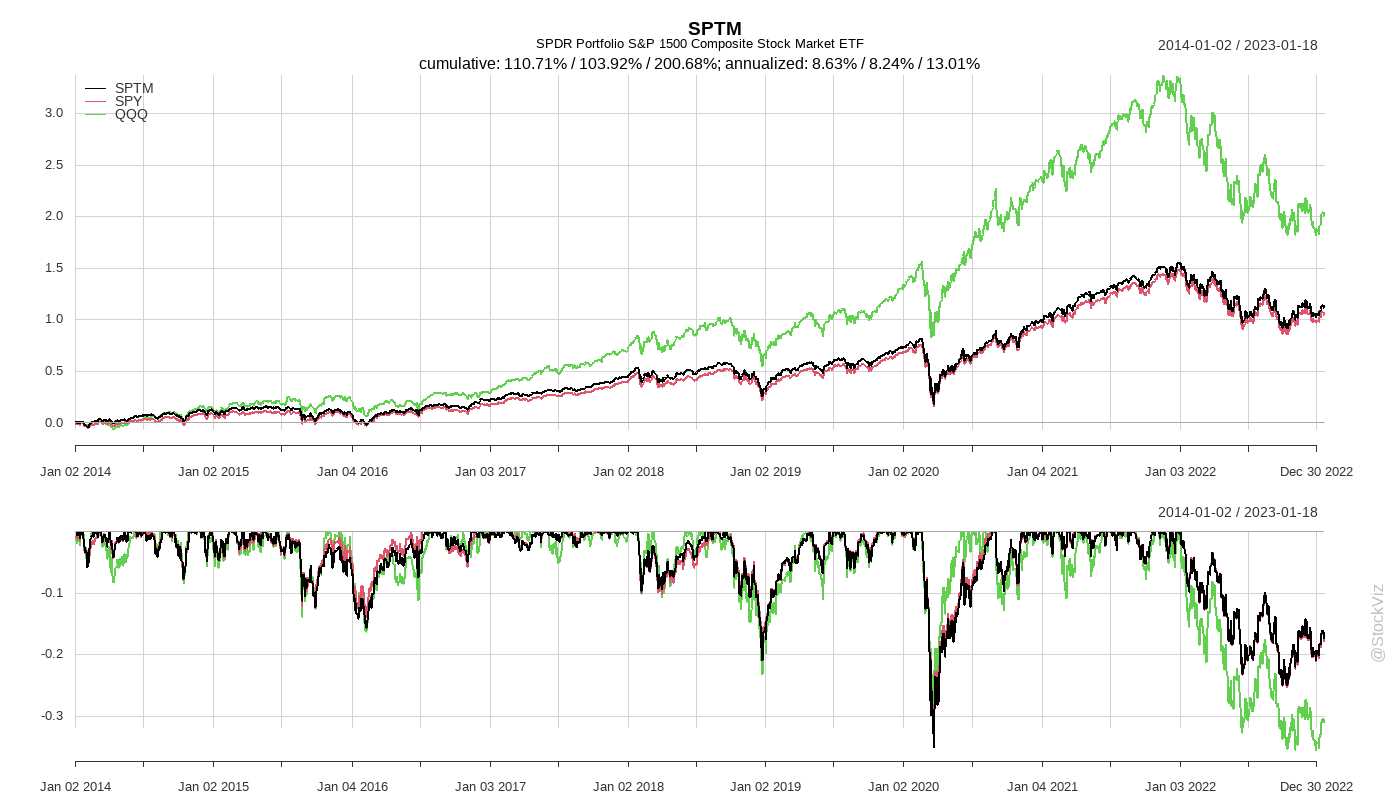 SPTM
SPDR Portfolio S&P 1500 Composite Stock Market ETF
2014-01-02 / 2023-01-18
cumulative: 110.71% / 103.92% / 200.68%; annualized: 8.63% / 8.24% / 13.01%
SPTM
SPY
QQQ
3.0
2.5
2.0
1.5
1.0
0.5
0.0
Jan 02 2014 Jan 02 2015 Jan 04 2016 Jan 03 2017 Jan 02 2018 Jan 02 2019 Jan 02 2020 Jan 04 2021 Jan 03 2022 Dec 30 2022
2014-01-02 / 2023-01-18
-0.1
-0.2
-0.3
Jan 02 2014 Jan 02 2015 Jan 04 2016 Jan 03 2017 Jan 02 2018 Jan 02 2019 Jan 02 2020 Jan 04 2021 Jan 03 2022 Dec 30 2022
@StockViz